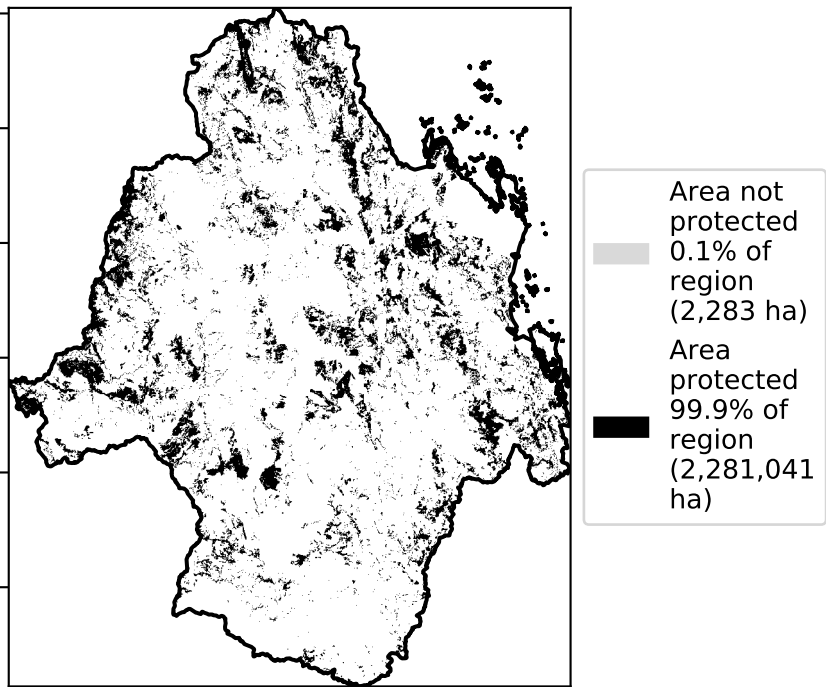 Area not
protected
0.1% of
region
(2,283 ha)
Area
protected
99.9% of
region
(2,281,041
ha)